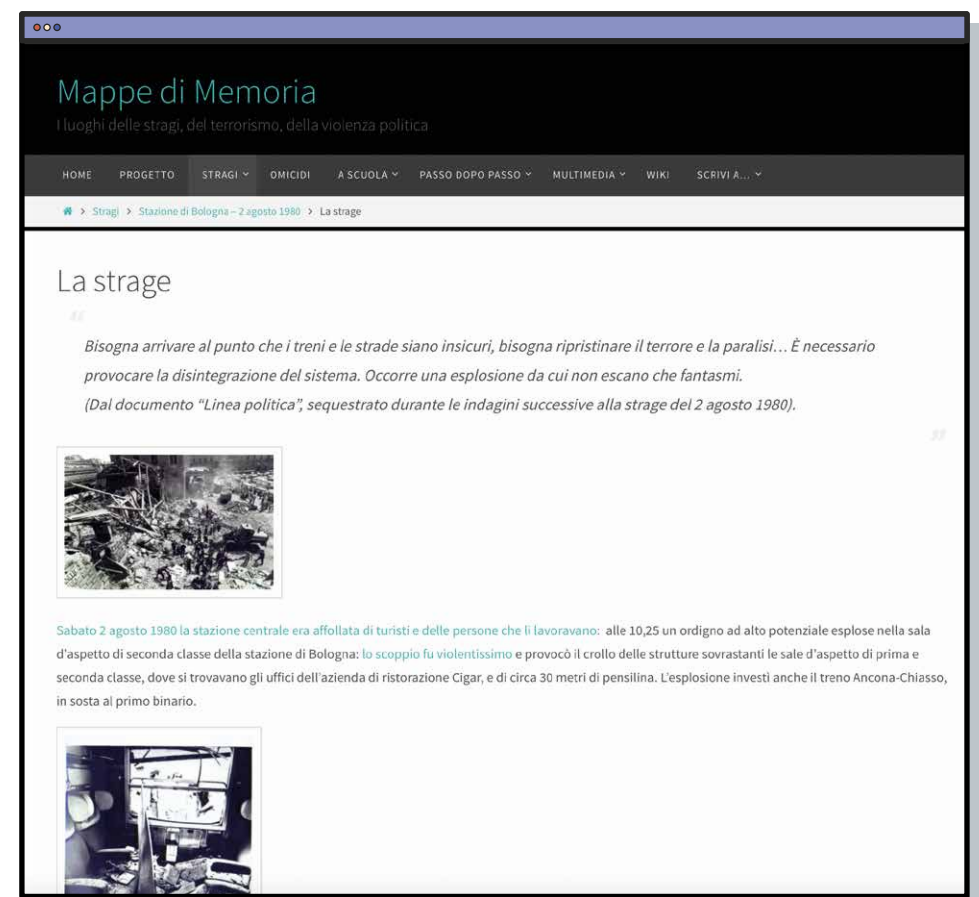 Mappe di Memoria
I luoghi delle stragi, del terrorismo, della violenza politica
HOME PROGETTO STRAGI OMICIDI A SCUOLA PASSO DOPO PASSO MULTIMEDIA WIKI SCRIVI A...
> Stragi > Stazione di Bologna – 2 agosto 1980 > La strage
La strage
“
Bisogna arrivare al punto che i treni e le strade siano insicuri, bisogna ripristinare il terrore e la paralisi… È necessario
provocare la disintegrazione del sistema. Occorre una esplosione da cui non escano che fantasmi.
(Dal documento “Linea politica”, sequestrato durante le indagini successive alla strage del 2 agosto 1980).
”
Sabato 2 agosto 1980 la stazione centrale era affollata di turisti e delle persone che li lavoravano: alle 10,25 un ordigno ad alto potenziale esplose nella sala
d'aspetto di seconda classe della stazione di Bologna: lo scoppio fu violentissimo e provocò il crollo delle strutture sovrastanti le sale d'aspetto di prima e
seconda classe, dove si trovavano gli uffici dell'azienda di ristorazione Cigar, e di circa 30 metri di pensilina. L'esplosione investì anche il treno Ancona-Chiasso,
in sosta al primo binario.